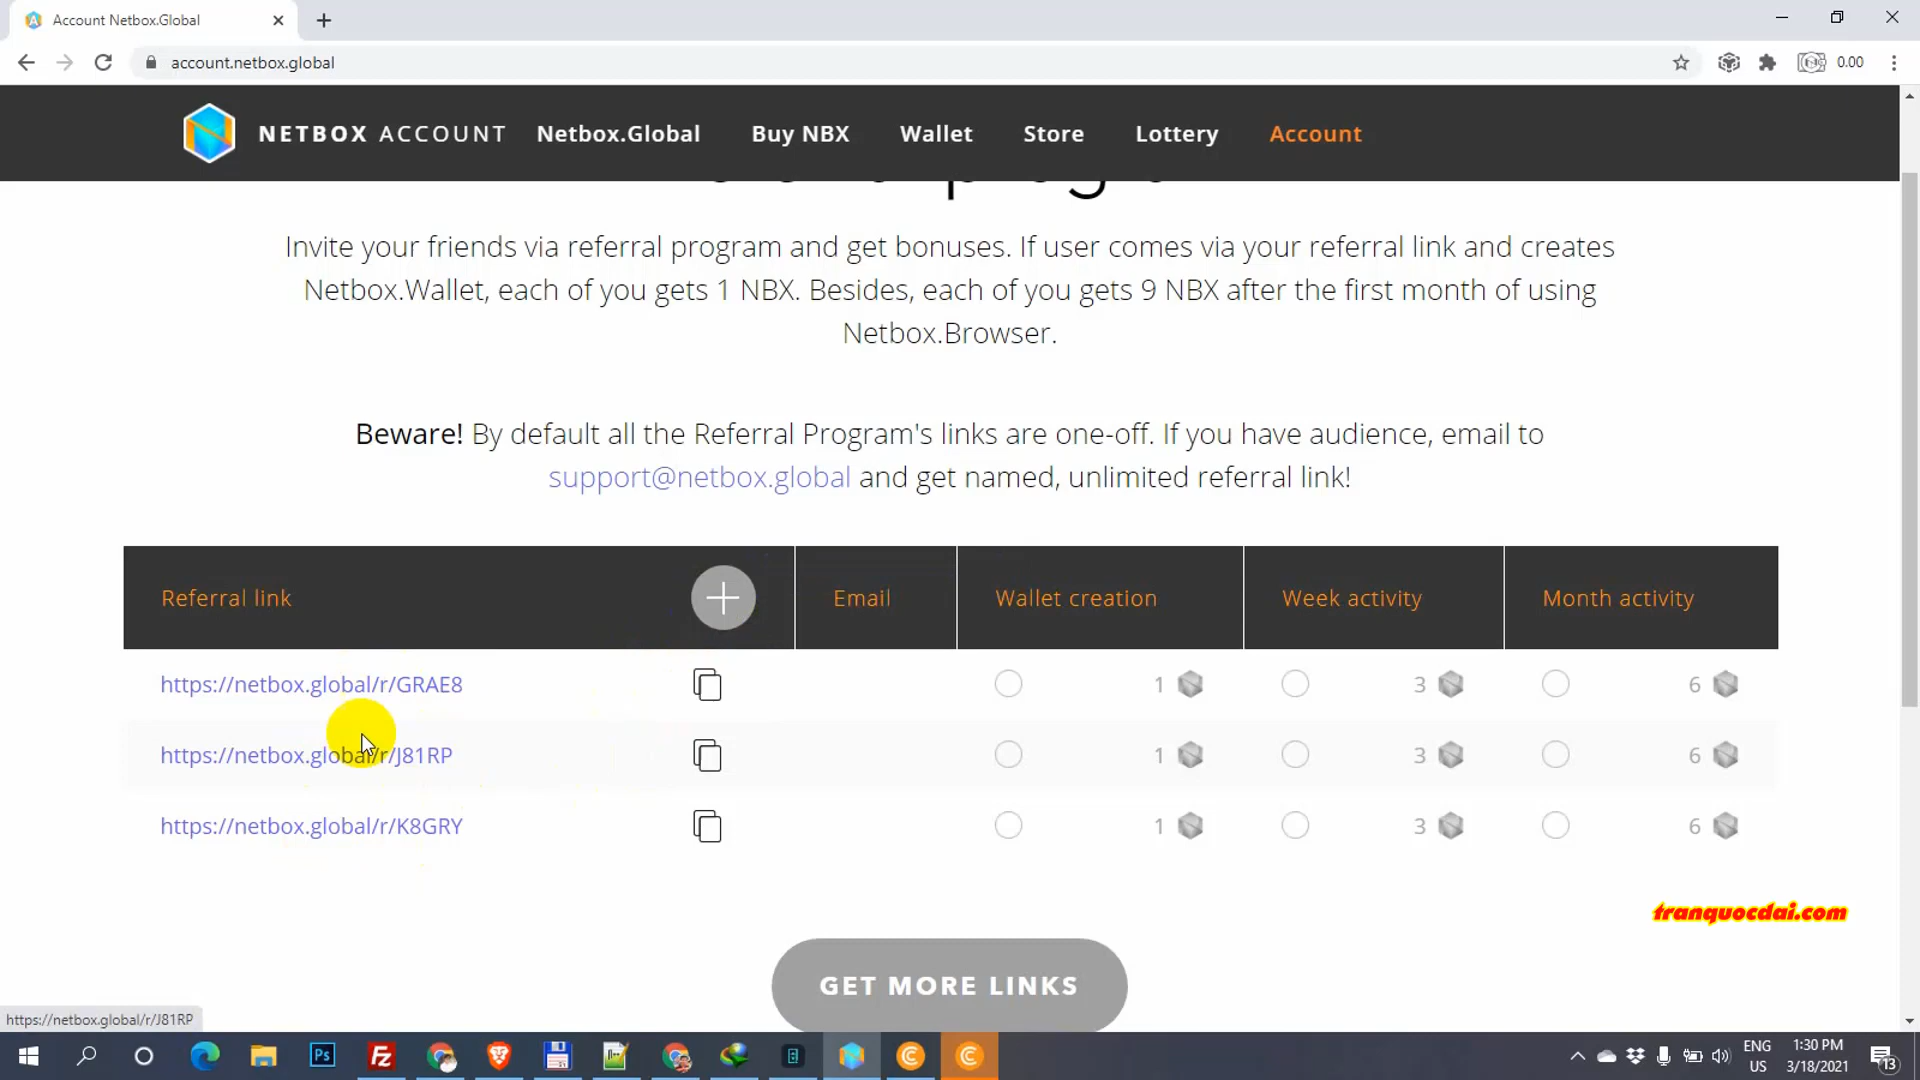 Account Netbox.Global
account.netbox.global
0.00
NETBOX ACCOUNT Netbox.Global Buy NBX Wallet Store Lottery Account
Invite your friends via referral program and get bonuses. If user comes via your referral link and creates
Netbox.Wallet, each of you gets 1 NBX. Besides, each of you gets 9 NBX after the first month of using
Netbox.Browser.
Beware! By default all the Referral Program's links are one-off. If you have audience, email to
support@netbox.global and get named, unlimited referral link!
Referral link Email Wallet creation Week activity Month activity
https://netbox.global/r/GRAE8 1 3 6
https://netbox.global/r/J81RP 1 3 6
https://netbox.global/r/K8GRY 1 3 6
tranquocdai.com
GET MORE LINKS
https://netbox.global/r/J81RP
Ps
Fz
ENG
US
1:30 PM
3/18/2021
13